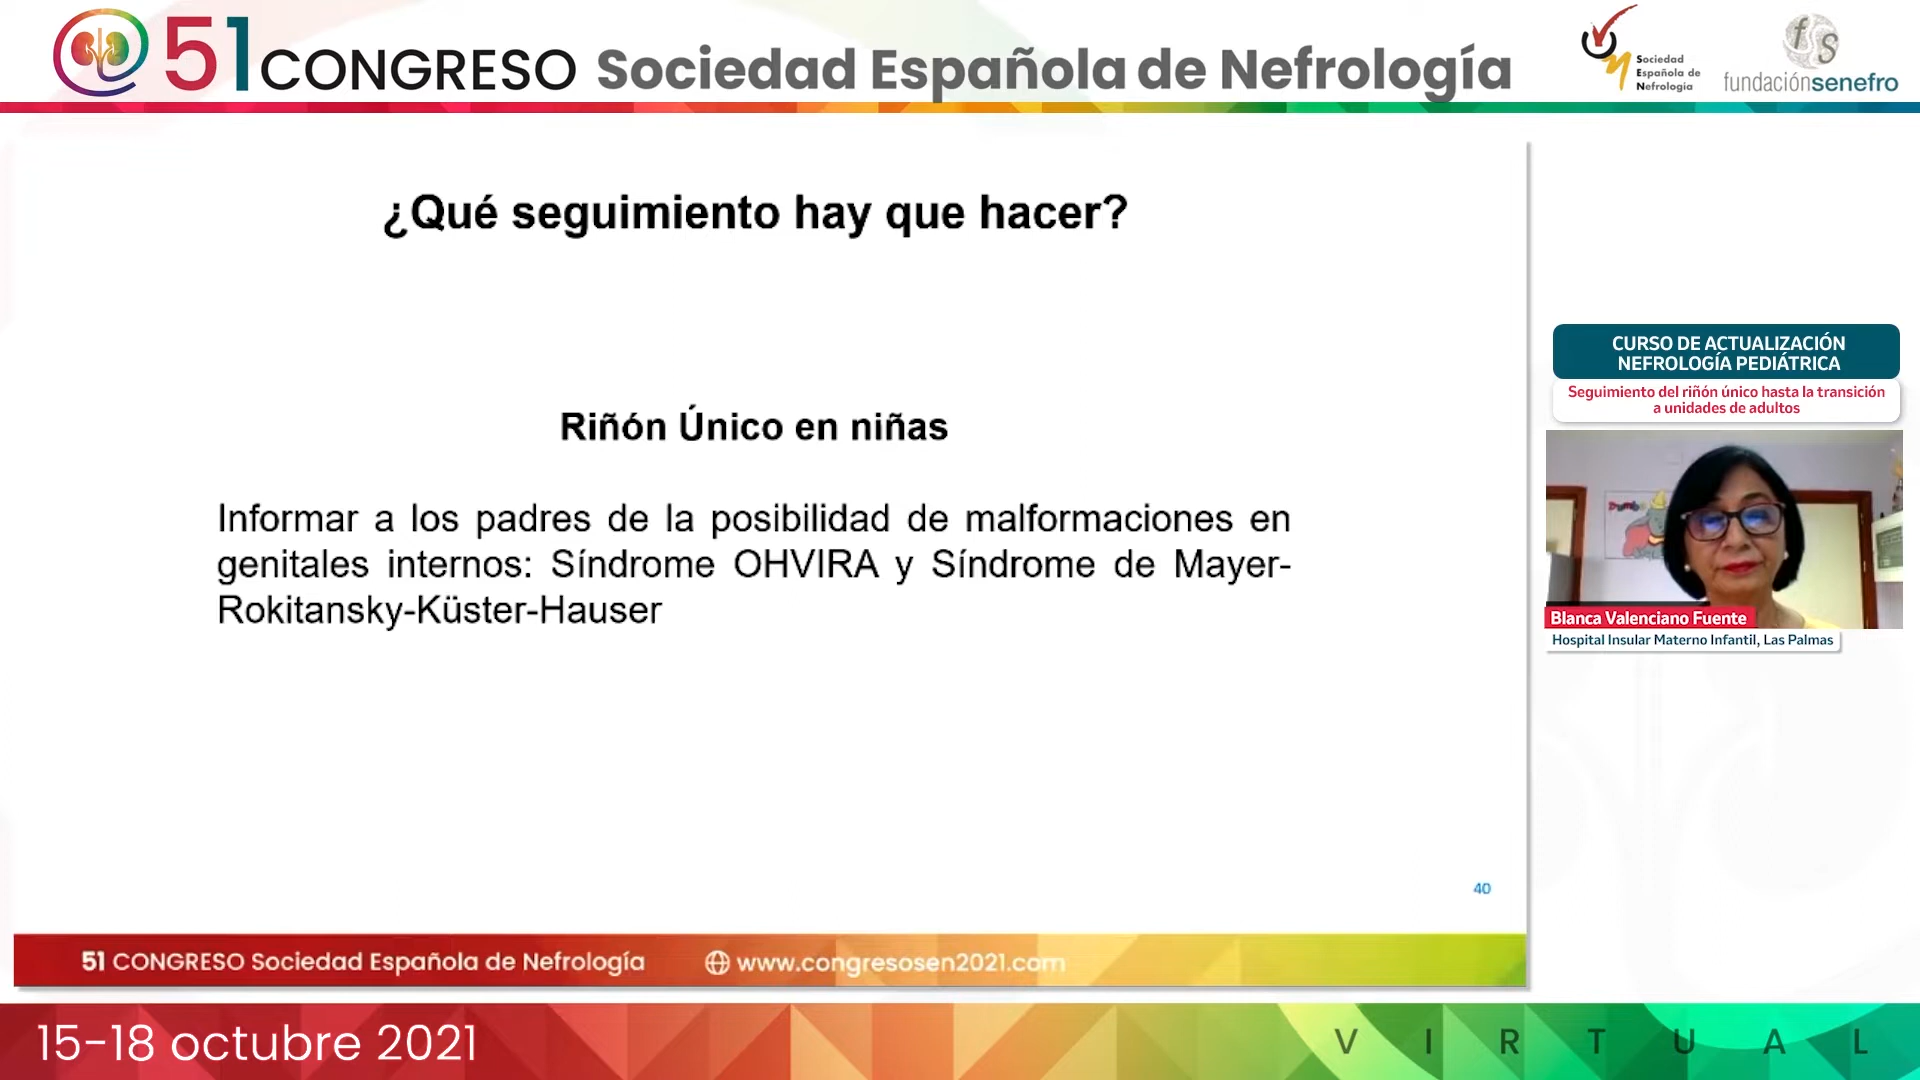 51 CONGRESO Sociedad Española de Nefrología
Sociedad
Española de
Nefrología
fs
fundaciónsenefro
¿Qué seguimiento hay que hacer?
Riñón Único en niñas
Informar a los padres de la posibilidad de malformaciones en
genitales internos: Síndrome OHVIRA y Síndrome de Mayer-
Rokitansky-Küster-Hauser
40
51 CONGRESO Sociedad Española de Nefrología
www.congresosen2021.com
CURSO DE ACTUALIZACIÓN
NEFROLOGÍA PEDIÁTRICA
Seguimiento del riñón único hasta la transición
a unidades de adultos
Dumbo
Blanca Valenciano Fuente
Hospital Insular Materno Infantil, Las Palmas
15-18 octubre 2021
VIRTUAL